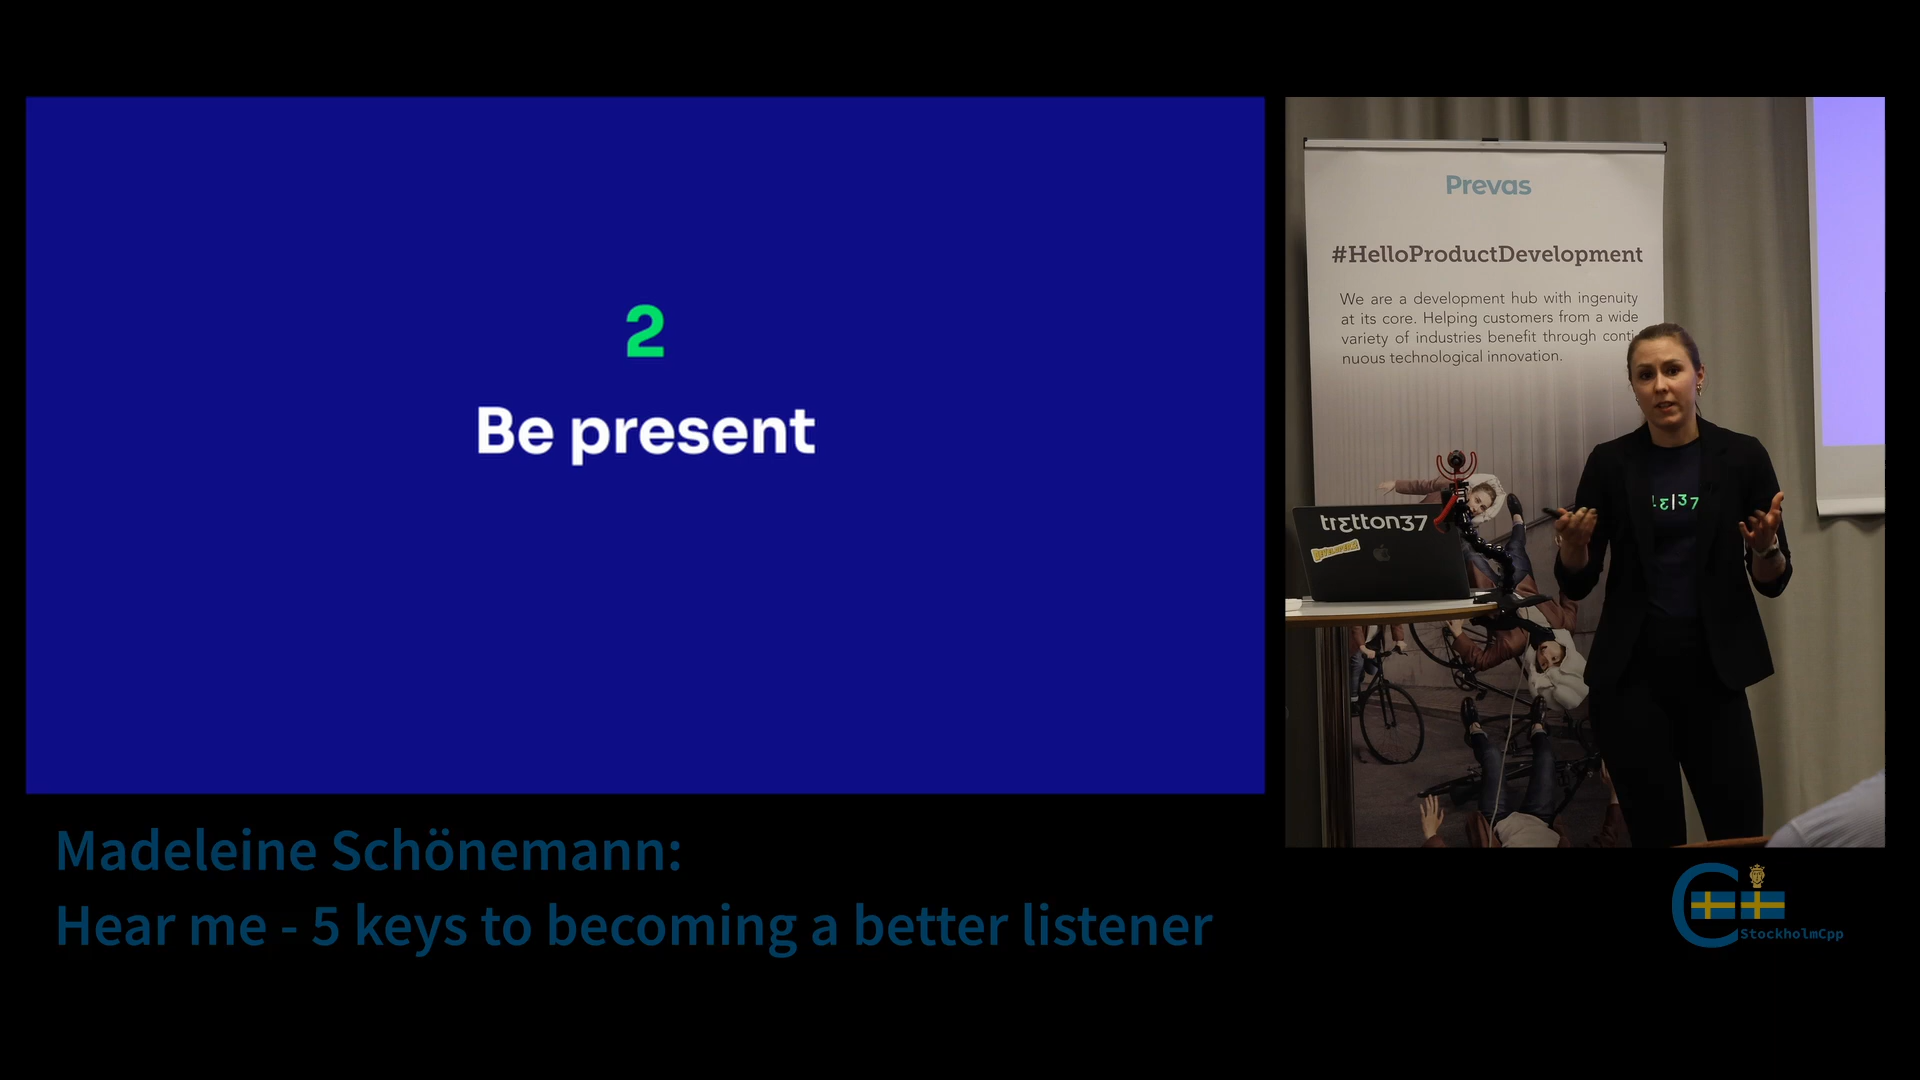 2
Be present
Prevas
#HelloProductDevelopment
We are a development hub with ingenuity
at its core. Helping customers from a wide
variety of industries benefit through conti
nuous technological innovation.
trɛtton37
Madeleine Schönemann:
Hear me - 5 keys to becoming a better listener
StockholmCpp